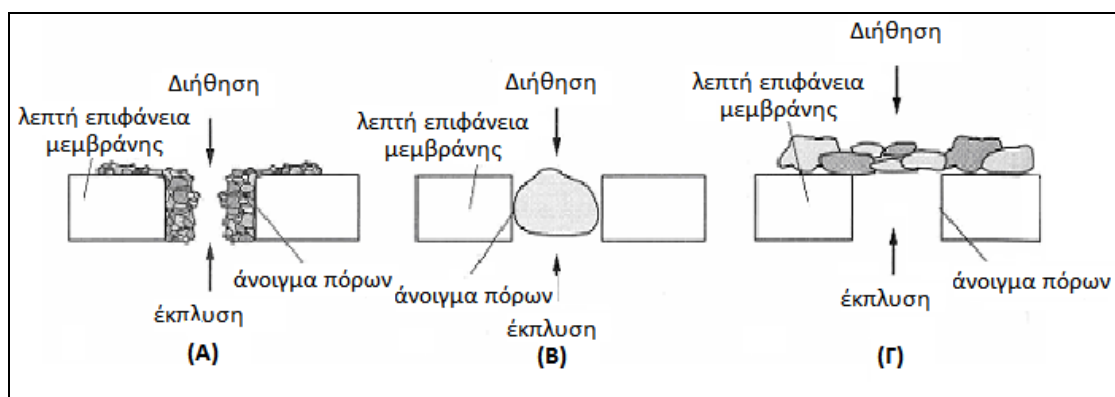 Διήθηση
λεπτή επιφάνεια
μεμβράνης
άνοιγμα πόρων
έκπλυση
(Α)
Διήθηση
λεπτή επιφάνεια
μεμβράνης
άνοιγμα πόρων
έκπλυση
(Β)
Διήθηση
λεπτή επιφάνεια
μεμβράνης
άνοιγμα πόρων
έκπλυση
(Γ)